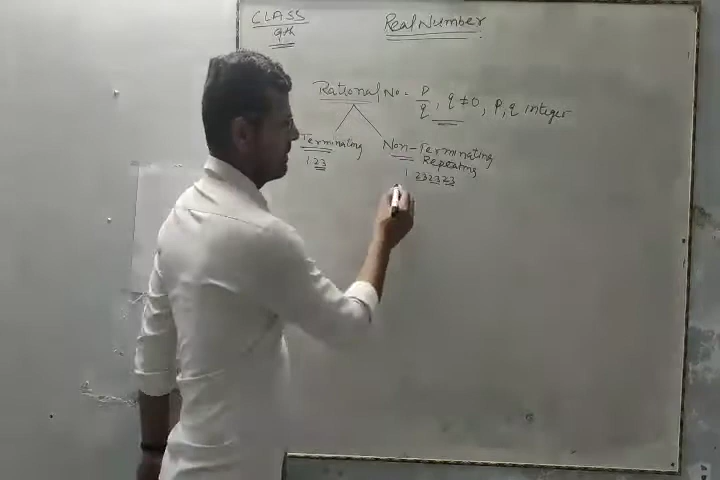 CLASS
9th
Real Number
Rational No. P/q, q ≠ 0, P, q integer
Terminating
1 23
Non-Terminating
Repeating
1 232323